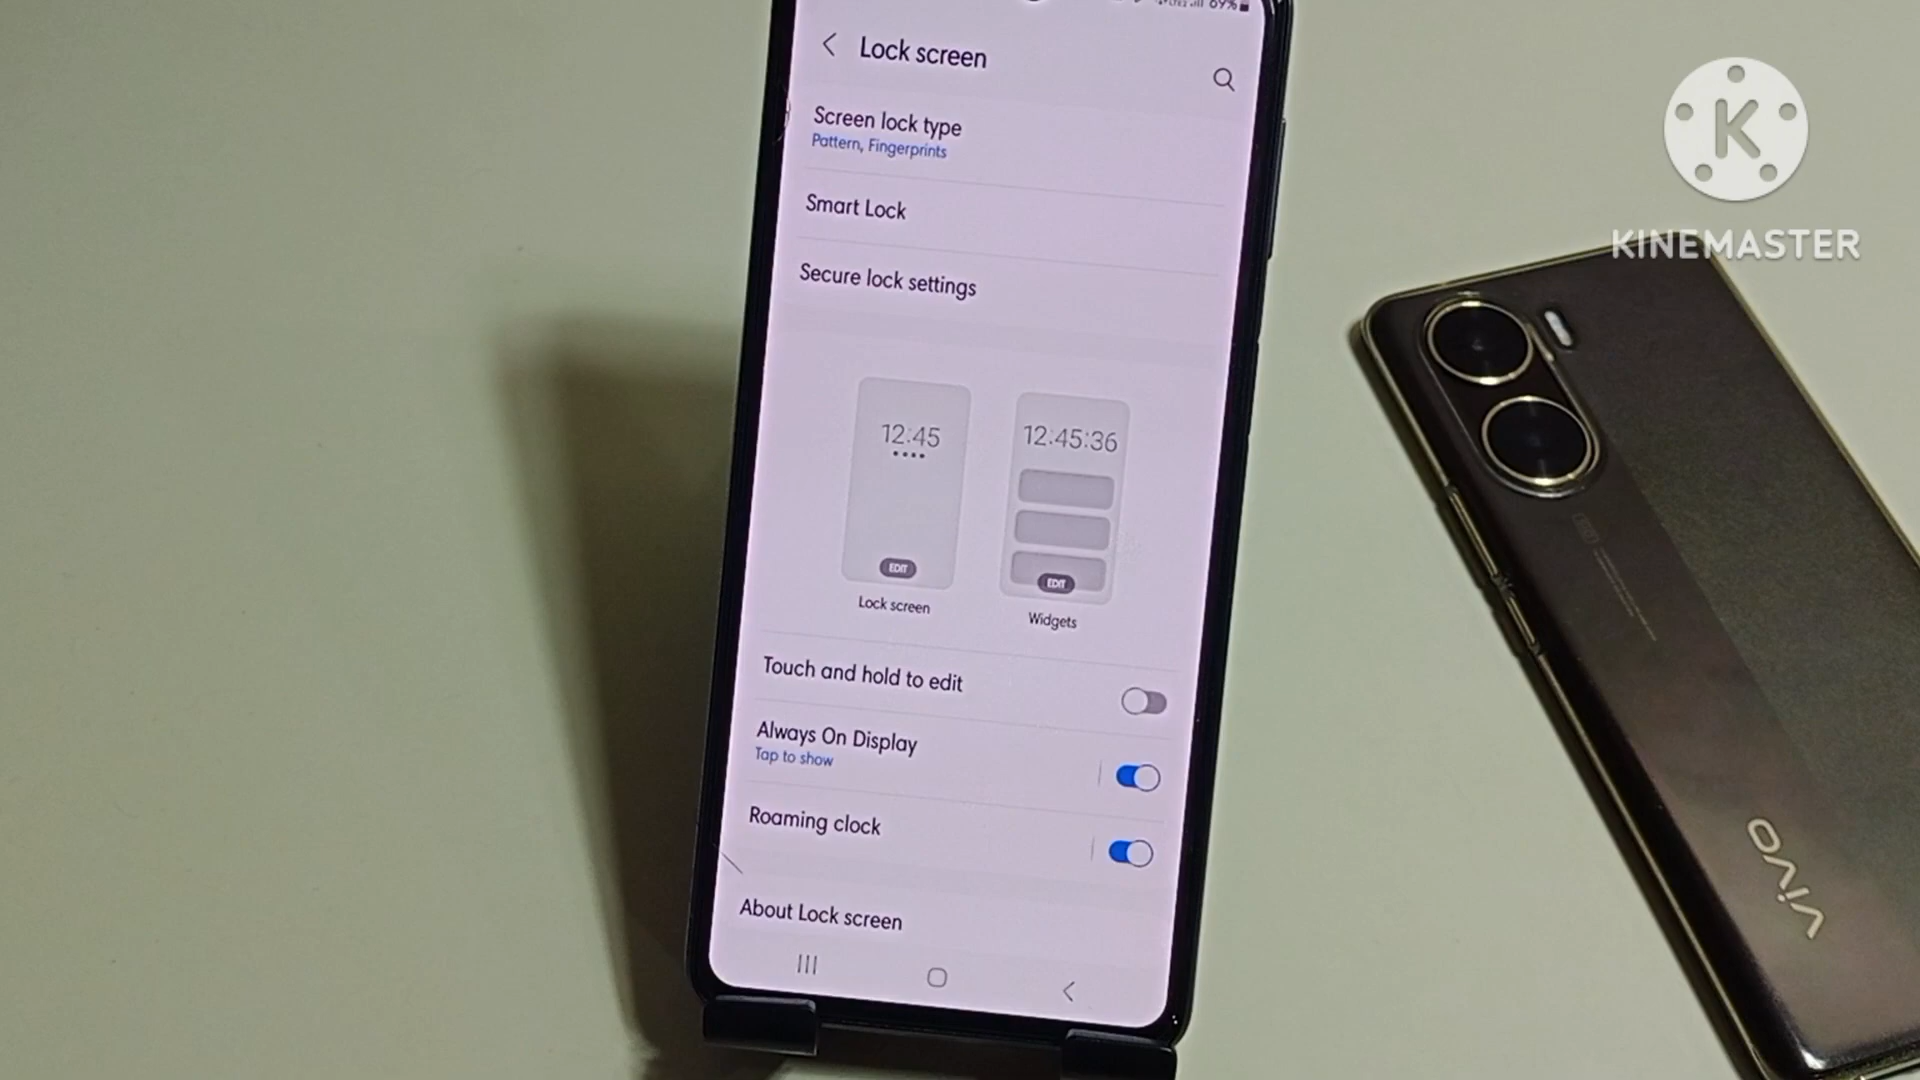 69%
Lock screen
Screen lock type
Pattern, Fingerprints
Smart Lock
Secure lock settings
12:45
EDIT
Lock screen
12:45:36
EDIT
Widgets
Touch and hold to edit
Always On Display
Tap to show
Roaming clock
About Lock screen
K
KINEMASTER
vivo